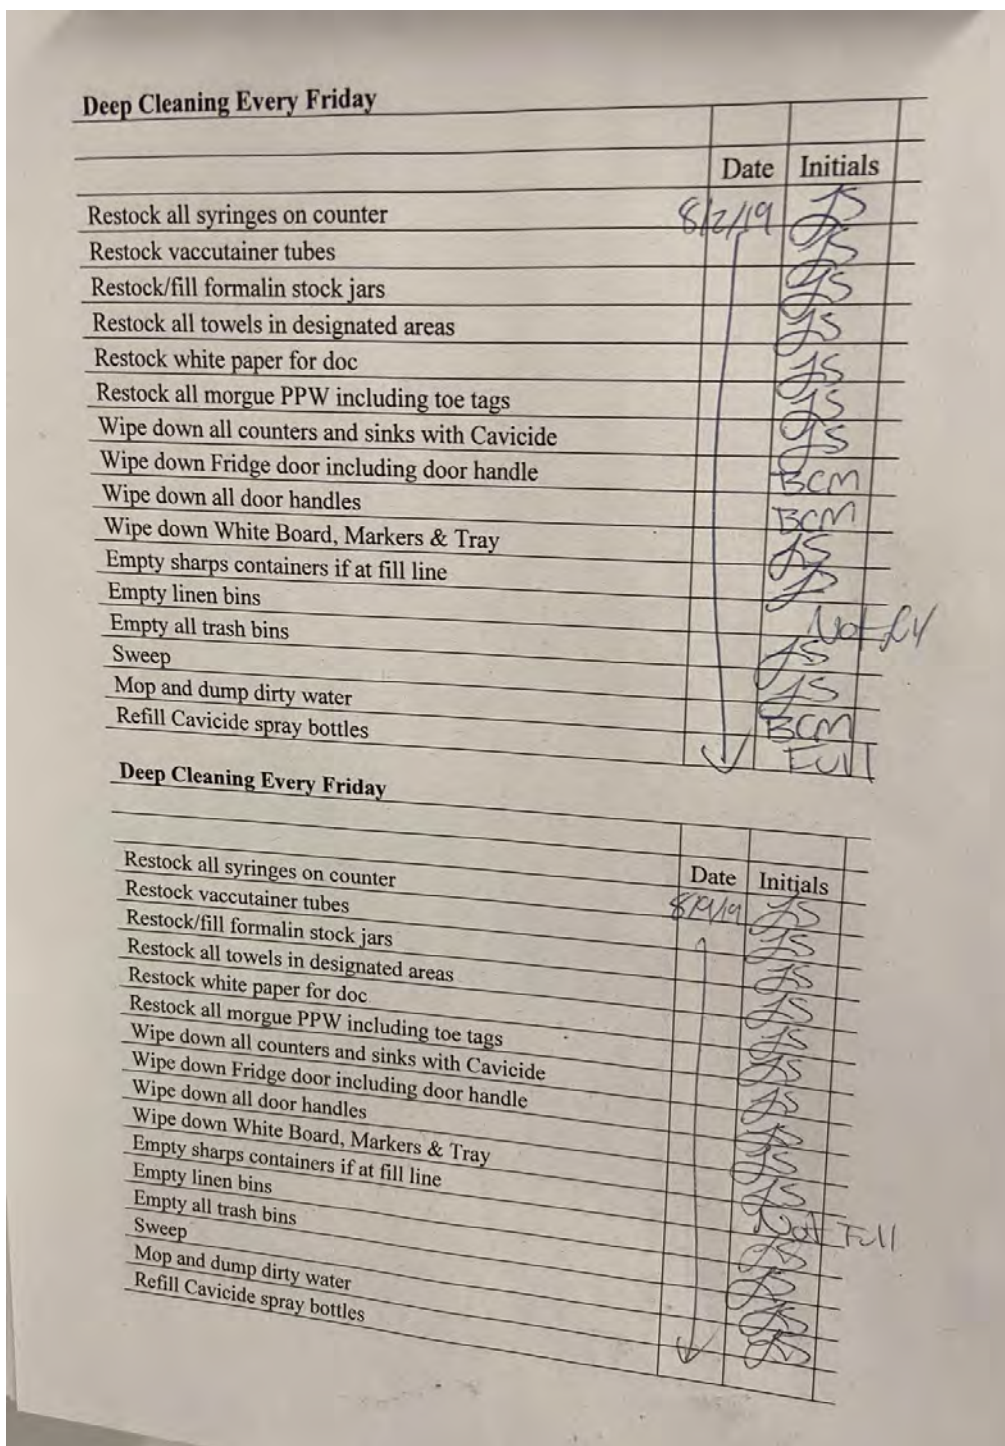 Deep Cleaning Every Friday
Date Initials
Restock all syringes on counter 8/2/19 JS
Restock vaccutainer tubes JS
Restock/fill formalin stock jars JS
Restock all towels in designated areas JS
Restock white paper for doc JS
Restock all morgue PPW including toe tags JS
Wipe down all counters and sinks with Cavicide JS
Wipe down Fridge door including door handle BCM
Wipe down all door handles BCM
Wipe down White Board, Markers & Tray JS
Empty sharps containers if at fill line
Empty linen bins Not
Empty all trash bins JS
Sweep JS
Mop and dump dirty water BCM
Refill Cavicide spray bottles Full
Deep Cleaning Every Friday
Date Initials
Restock all syringes on counter 8/9/19 JS
Restock vaccutainer tubes JS
Restock/fill formalin stock jars JS
Restock all towels in designated areas JS
Restock white paper for doc JS
Restock all morgue PPW including toe tags JS
Wipe down all counters and sinks with Cavicide JS
Wipe down Fridge door including door handle JS
Wipe down all door handles JS
Wipe down White Board, Markers & Tray JS
Empty sharps containers if at fill line Not Full
Empty linen bins JS
Empty all trash bins JS
Sweep JS
Mop and dump dirty water JS
Refill Cavicide spray bottles